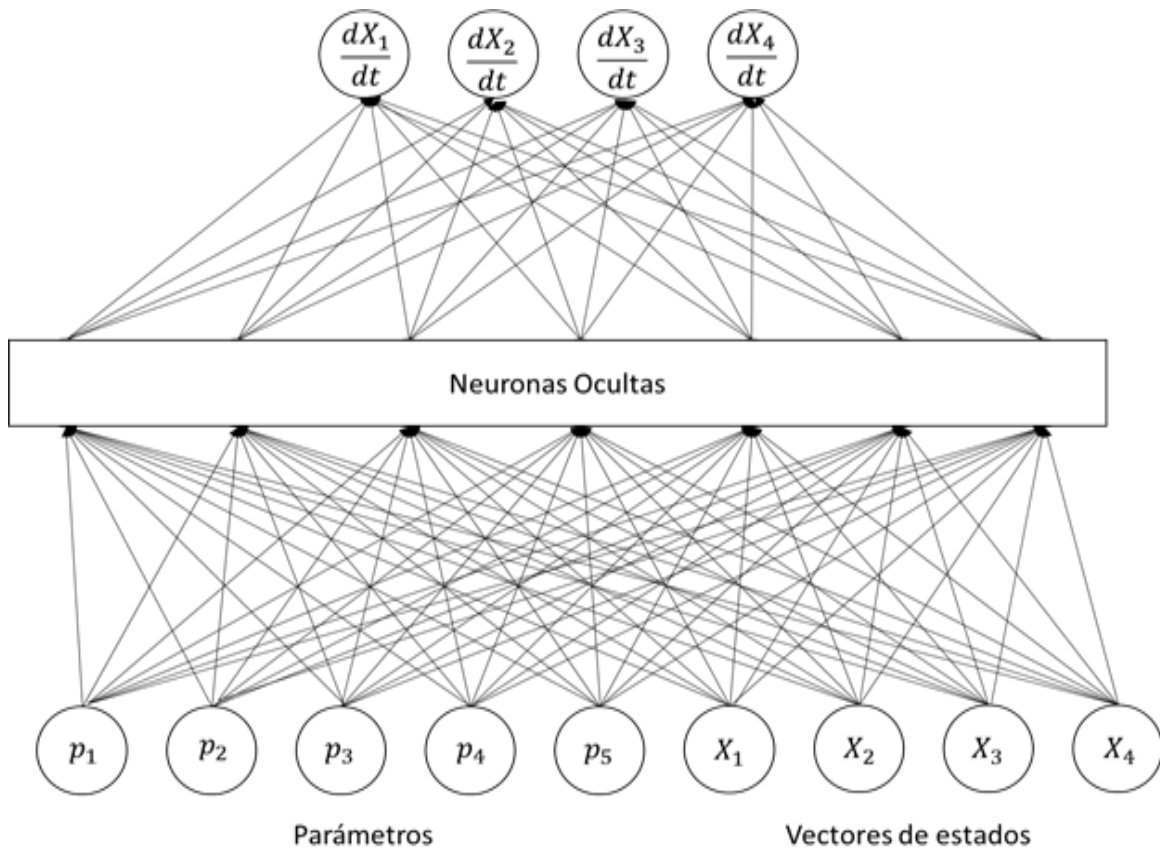 dX₁/dt dX₂/dt dX₃/dt dX₄/dt
Neuronas Ocultas
p₁ p₂ p₃ p₄ p₅ X₁ X₂ X₃ X₄
Parámetros Vectores de estados